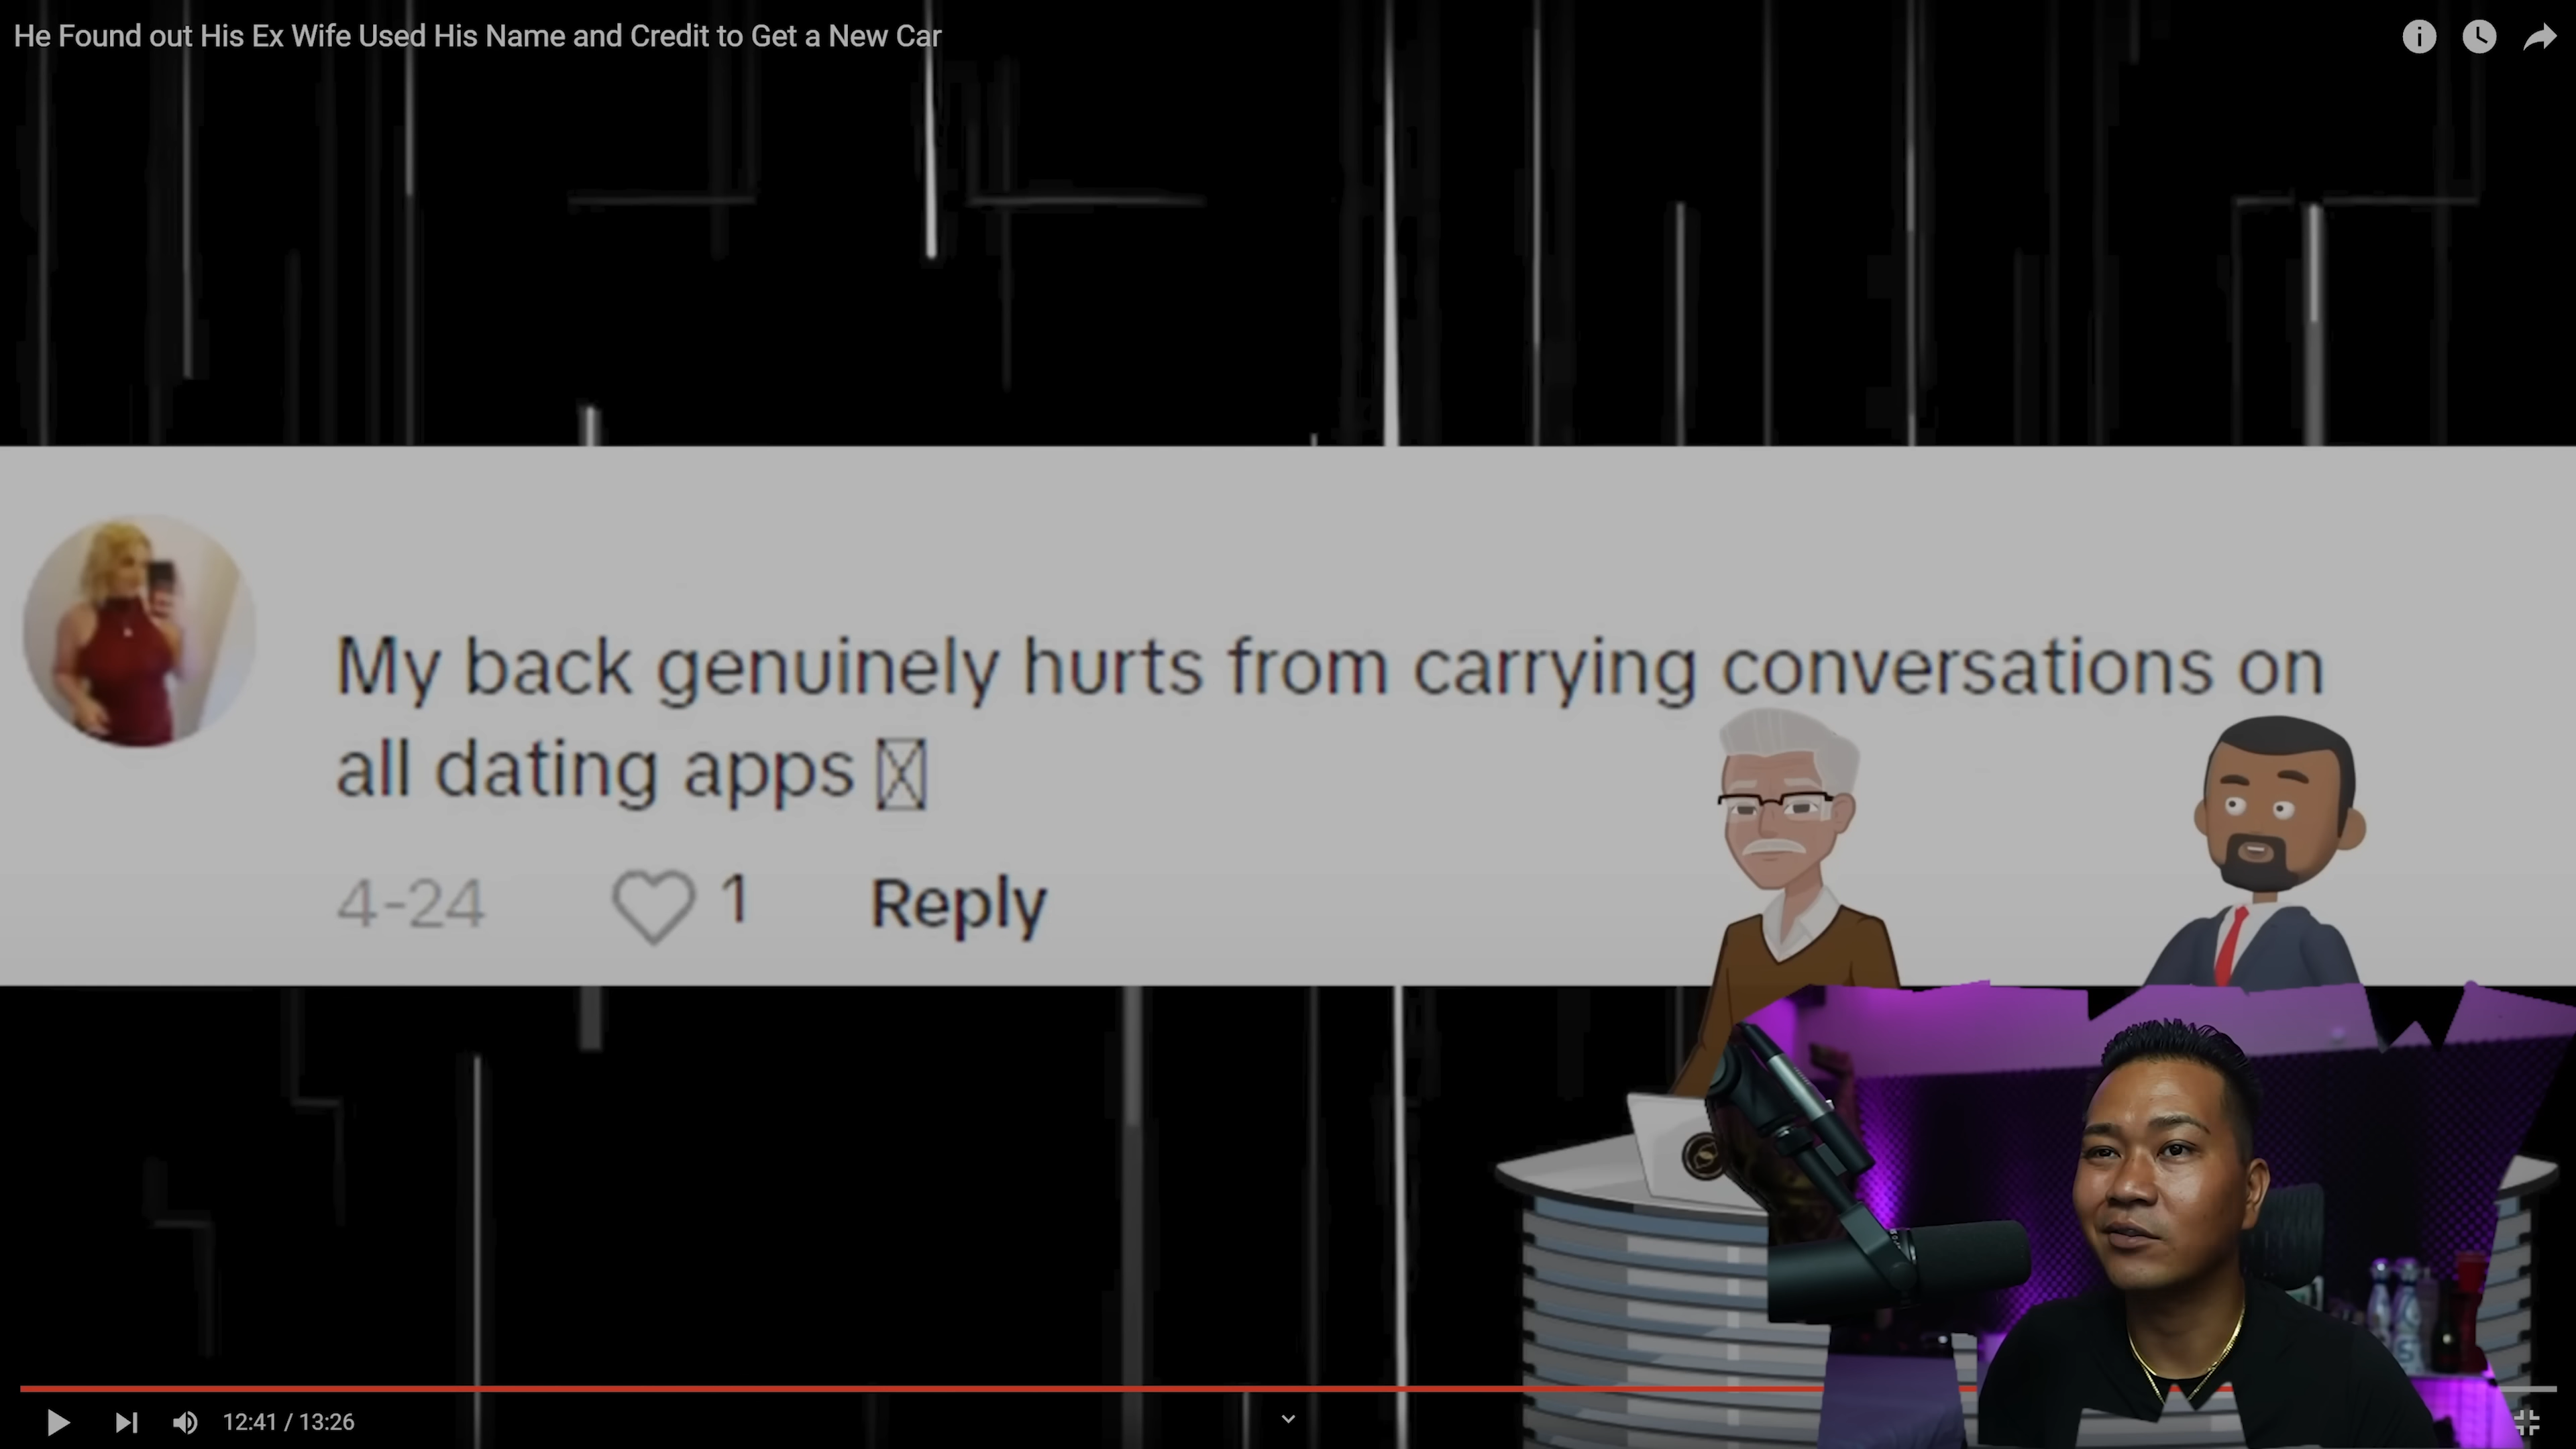 He Found out His Ex Wife Used His Name and Credit to Get a New Car
My back genuinely hurts from carrying conversations on
all dating apps
4-24 1 Reply
12:41 / 13:26